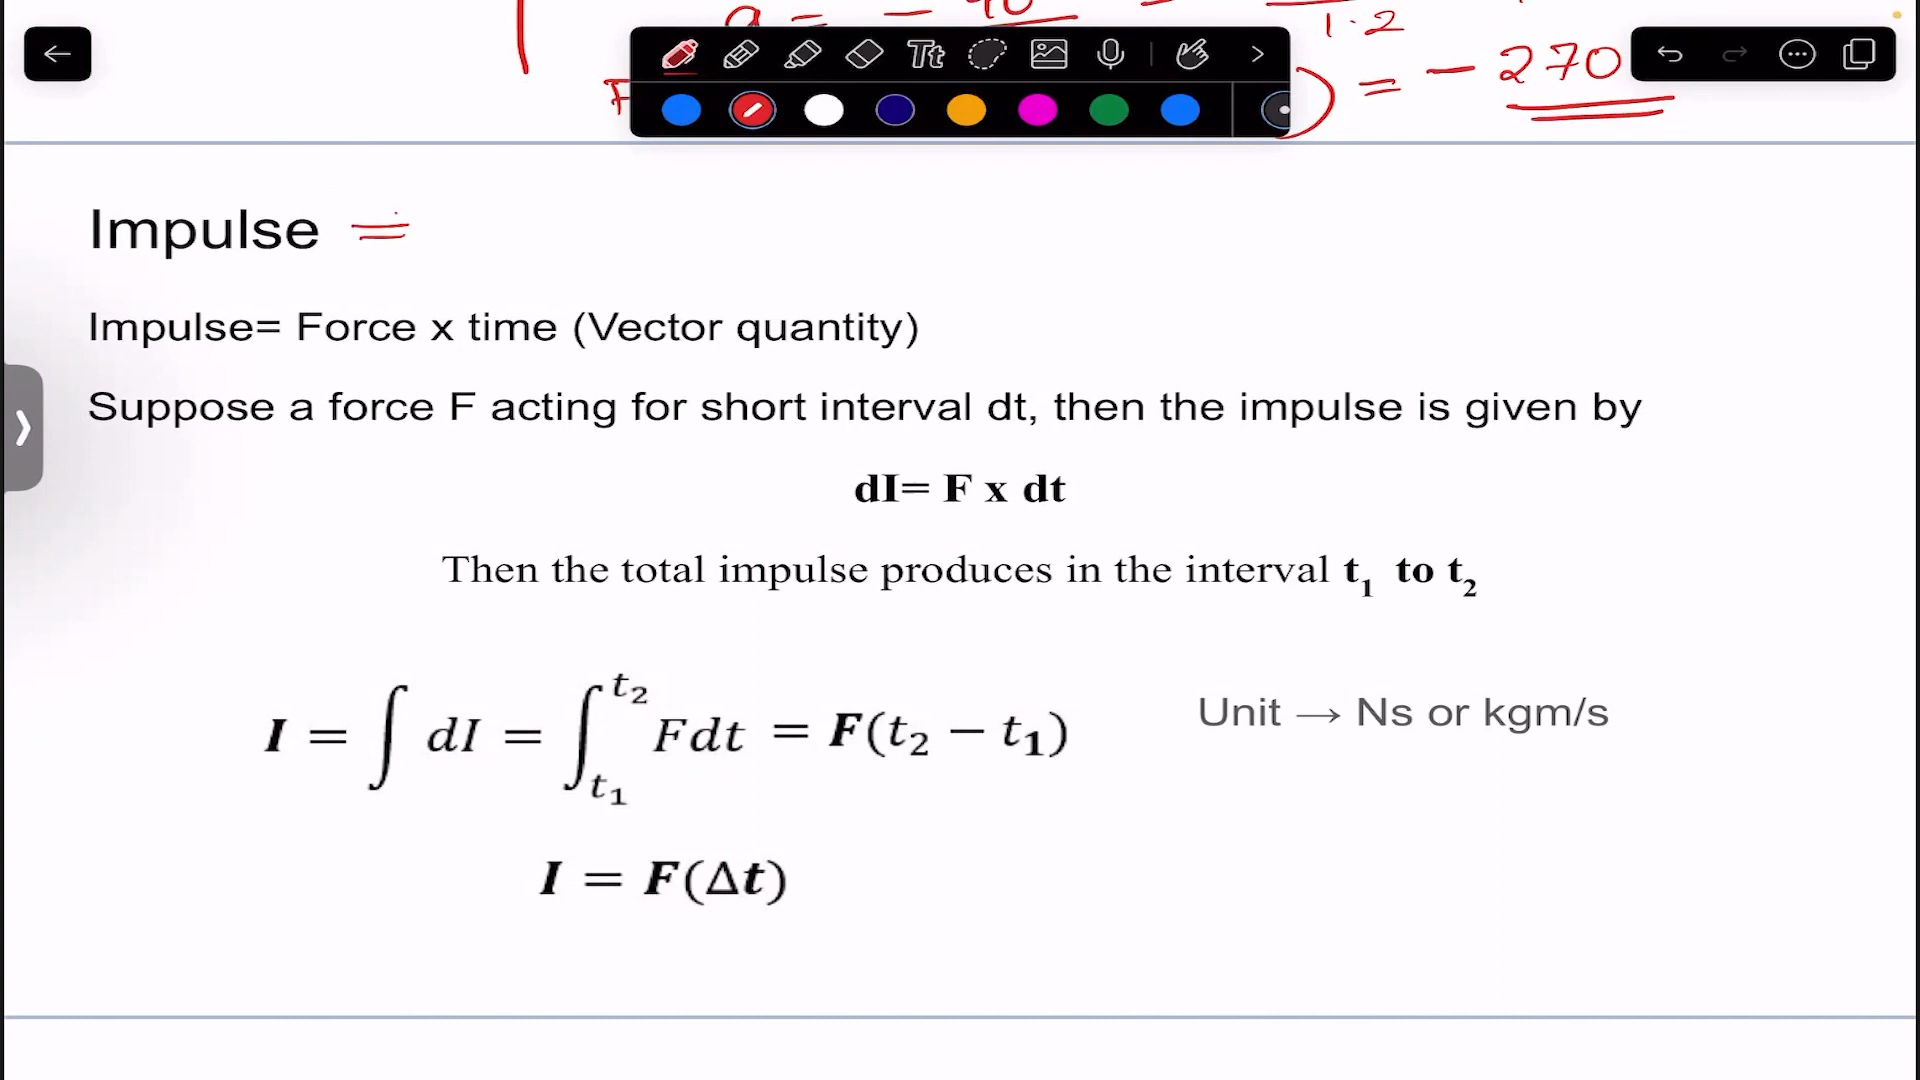 a = - 90
1.2
F
) = - 270
Tt
Impulse =
Impulse= Force x time (Vector quantity)
Suppose a force F acting for short interval dt, then the impulse is given by
dI= F x dt
Then the total impulse produces in the interval t₁ to t₂
I = ∫ dI = ∫ₜ₁ᵗ² Fdt = F(t₂ − t₁)
Unit → Ns or kgm/s
I = F(Δt)